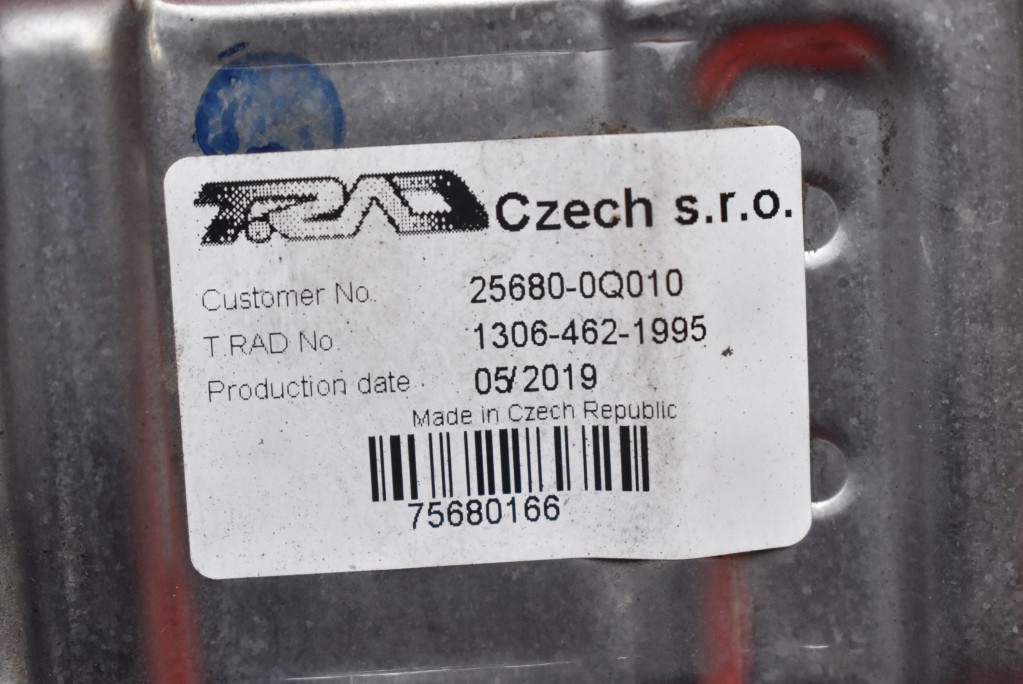 T.RAD Czech s.r.o.
Customer No. 25680-0Q010
T.RAD No. 1306-462-1995
Production date 05/2019
Made in Czech Republic
75680166